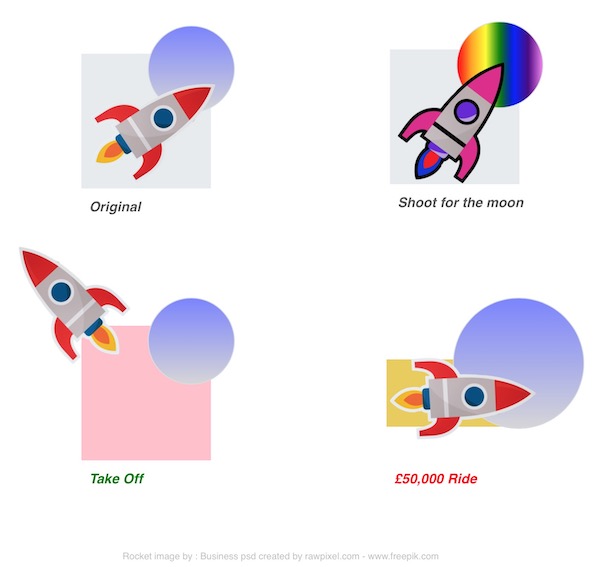 Original
Shoot for the moon
Take Off
£50,000 Ride
Rocket image by : Business psd created by rawpixel.com - www.freepik.com